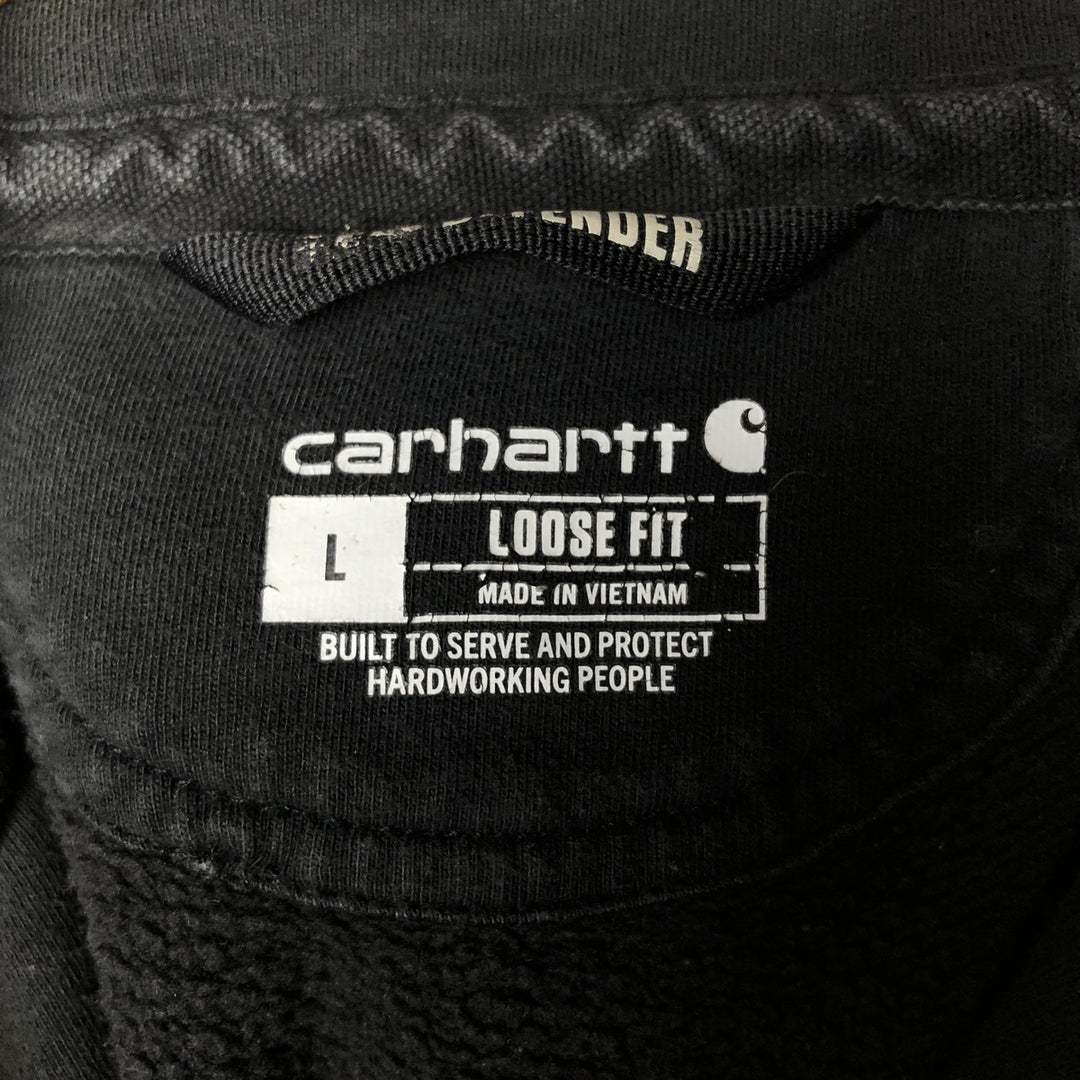 carhartt
L
LOOSE FIT
MADE IN VIETNAM
BUILT TO SERVE AND PROTECT
HARDWORKING PEOPLE